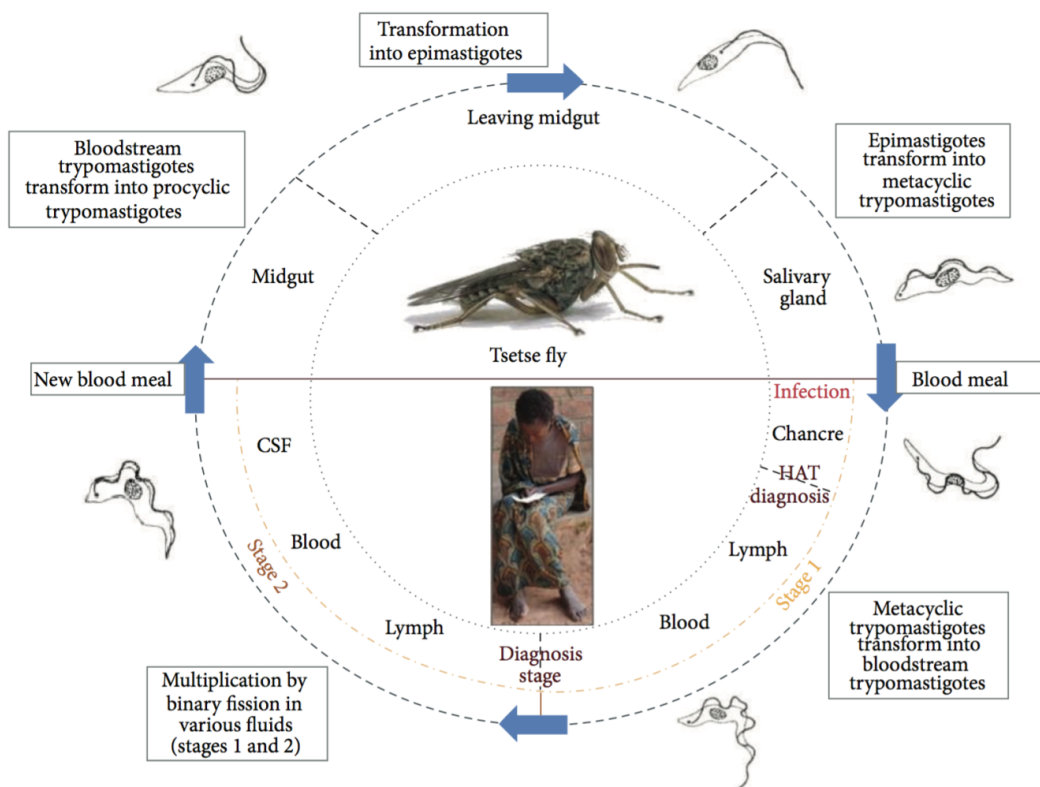 Transformation
into epimastigotes
Leaving midgut
Bloodstream
trypomastigotes
transform into procyclic
trypomastigotes
Epimastigotes
transform into
metacyclic
trypomastigotes
Midgut
Salivary
gland
Tsetse fly
New blood meal
Blood meal
Infection
Chancre
HAT
diagnosis
CSF
Lymph
Blood
Stage 2
Stage 1
Lymph
Blood
Diagnosis
stage
Metacyclic
trypomastigotes
transform into
bloodstream
trypomastigotes
Multiplication by
binary fission in
various fluids
(stages 1 and 2)